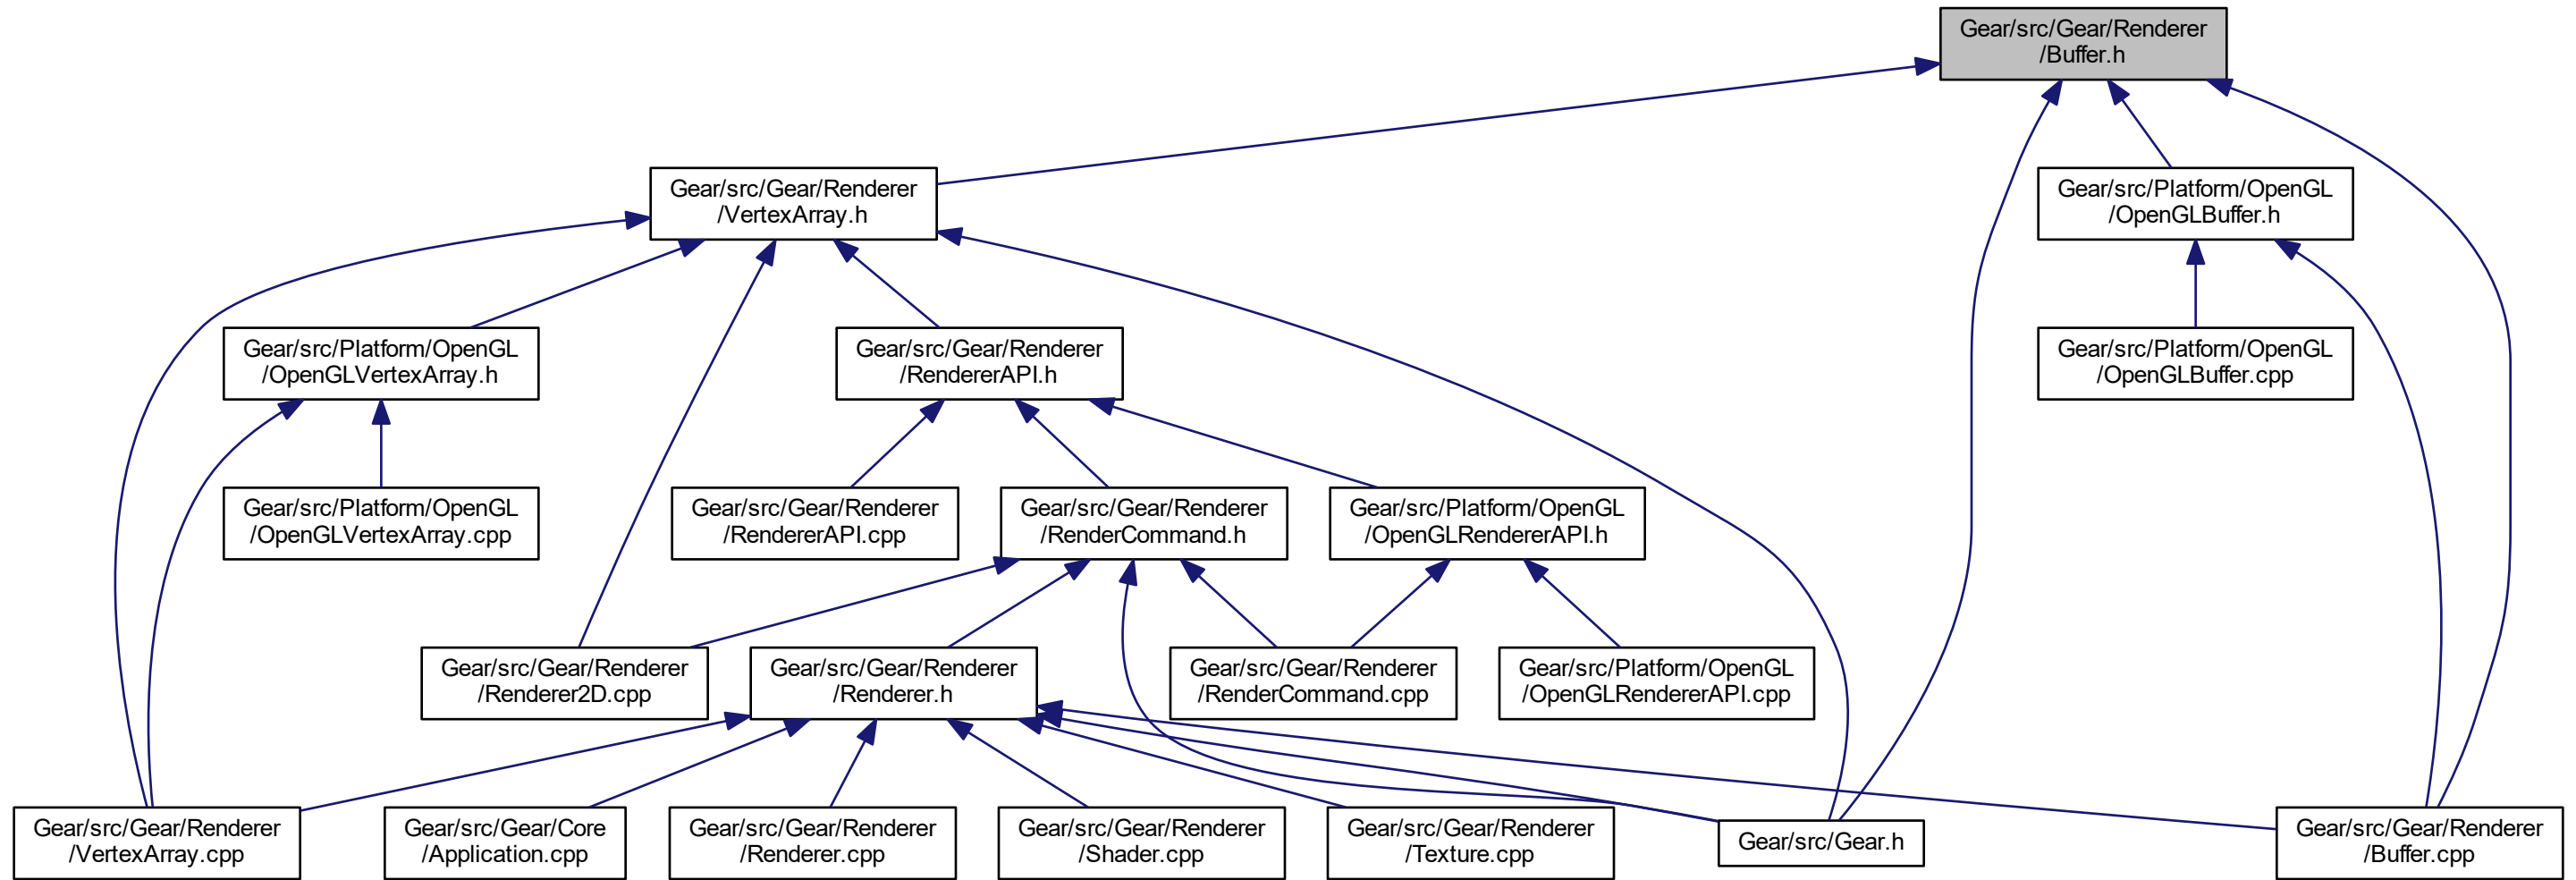 Gear/src/Gear/Renderer
/Buffer.h
Gear/src/Gear/Renderer
/VertexArray.h
Gear/src/Platform/OpenGL
/OpenGLBuffer.h
Gear/src/Platform/OpenGL
/OpenGLVertexArray.h
Gear/src/Gear/Renderer
/RendererAPI.h
Gear/src/Platform/OpenGL
/OpenGLBuffer.cpp
Gear/src/Platform/OpenGL
/OpenGLVertexArray.cpp
Gear/src/Gear/Renderer
/RendererAPI.cpp
Gear/src/Gear/Renderer
/RenderCommand.h
Gear/src/Platform/OpenGL
/OpenGLRendererAPI.h
Gear/src/Gear/Renderer
/Renderer2D.cpp
Gear/src/Gear/Renderer
/Renderer.h
Gear/src/Gear/Renderer
/RenderCommand.cpp
Gear/src/Platform/OpenGL
/OpenGLRendererAPI.cpp
Gear/src/Gear/Renderer
/VertexArray.cpp
Gear/src/Gear/Core
/Application.cpp
Gear/src/Gear/Renderer
/Renderer.cpp
Gear/src/Gear/Renderer
/Shader.cpp
Gear/src/Gear/Renderer
/Texture.cpp
Gear/src/Gear.h
Gear/src/Gear/Renderer
/Buffer.cpp